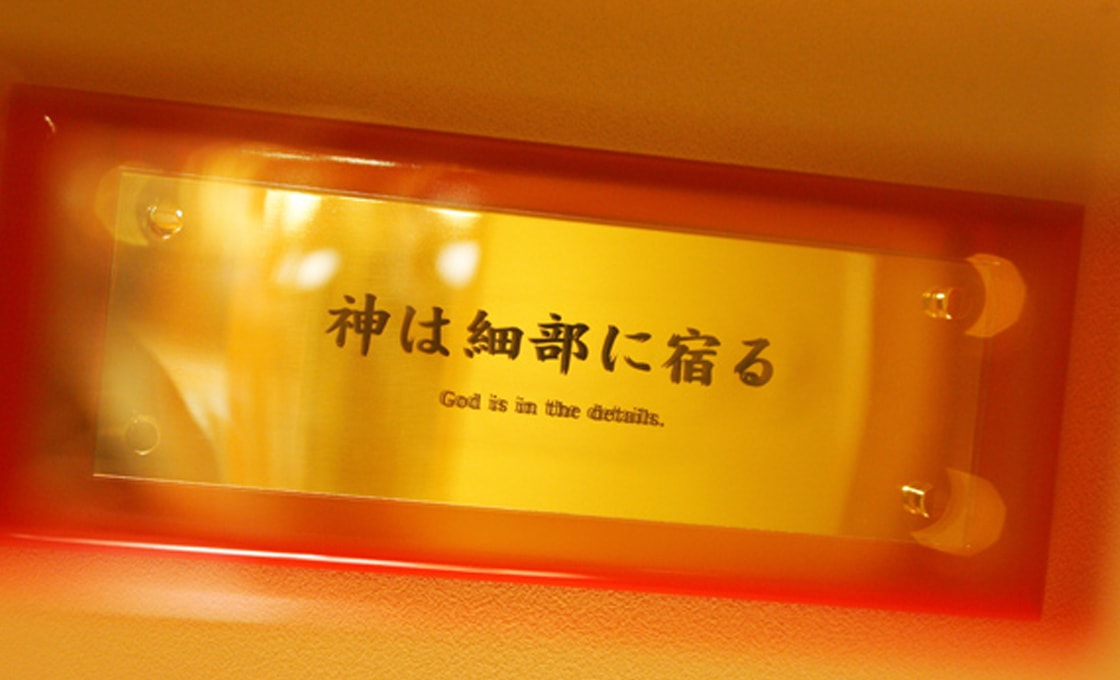 神は細部に宿る
God is in the details.